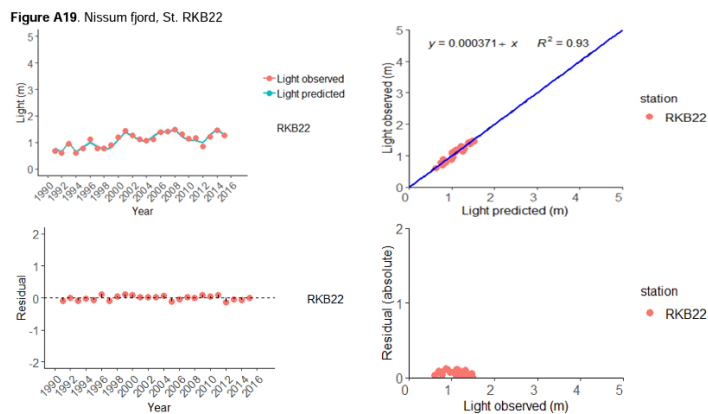 Figure A19. Nissum fjord, St. RKB22
5
4
3
2
1
0
Light (m)
1990
1992
1994
1996
1998
2000
2002
2004
2006
2008
2010
2012
2014
2016
Year
Light observed
Light predicted
RKB22
5
4
3
2
1
0
Light observed (m)
y = 0.000371 + x R² = 0.93
0 1 2 3 4 5
Light predicted (m)
station
RKB22
2
1
0
-1
-2
Residual
1990
1992
1994
1996
1998
2000
2002
2004
2006
2008
2010
2012
2014
2016
Year
RKB22
2
1
0
Residual (absolute)
0 1 2 3 4 5
Light observed (m)
station
RKB22